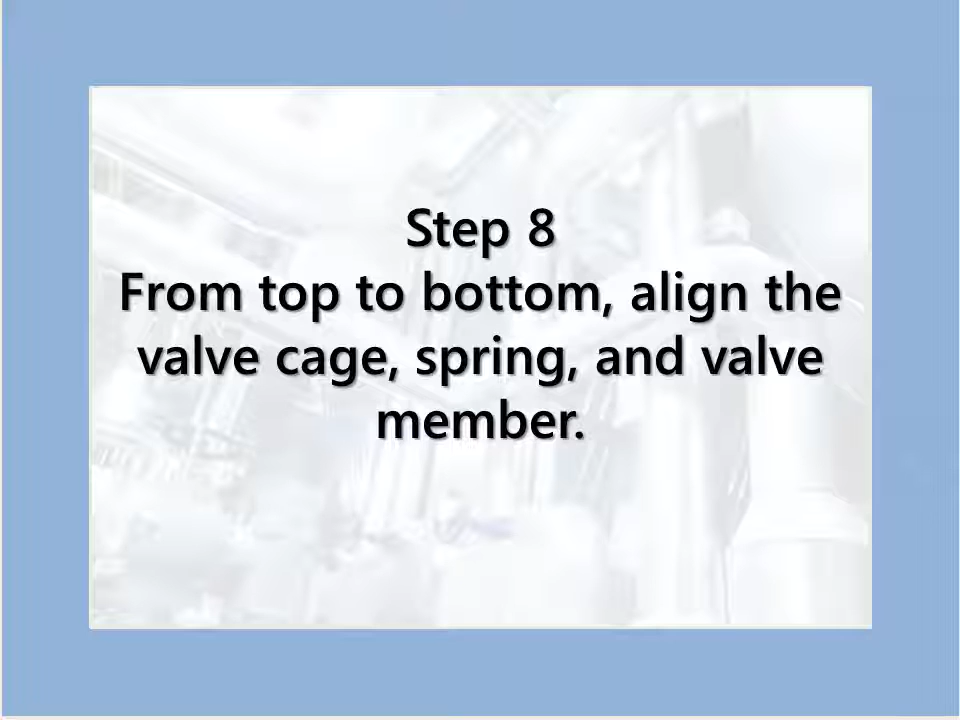 Step 8
From top to bottom, align the
valve cage, spring, and valve
member.